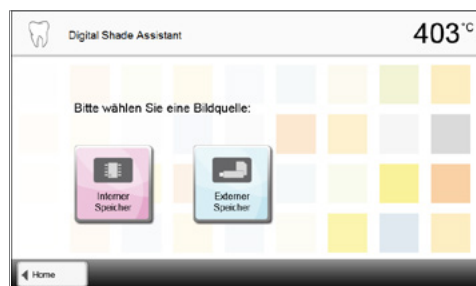 Digital Shade Assistant
403°C
Bitte wählen Sie eine Bildquelle:
Interner
Speicher
Externer
Speicher
Home